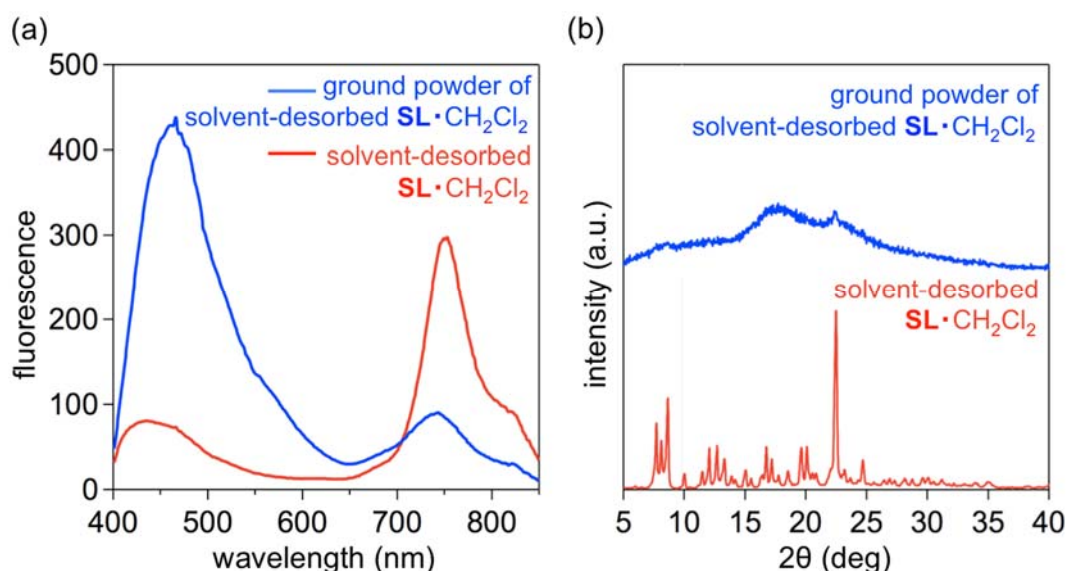 (a)
500
400
300
200
100
0
fluorescence
ground powder of
solvent-desorbed SL·CH₂Cl₂
solvent-desorbed
SL·CH₂Cl₂
400 500 600 700 800
wavelength (nm)
(b)
intensity (a.u.)
ground powder of
solvent-desorbed SL·CH₂Cl₂
solvent-desorbed
SL·CH₂Cl₂
5 10 15 20 25 30 35 40
2θ (deg)